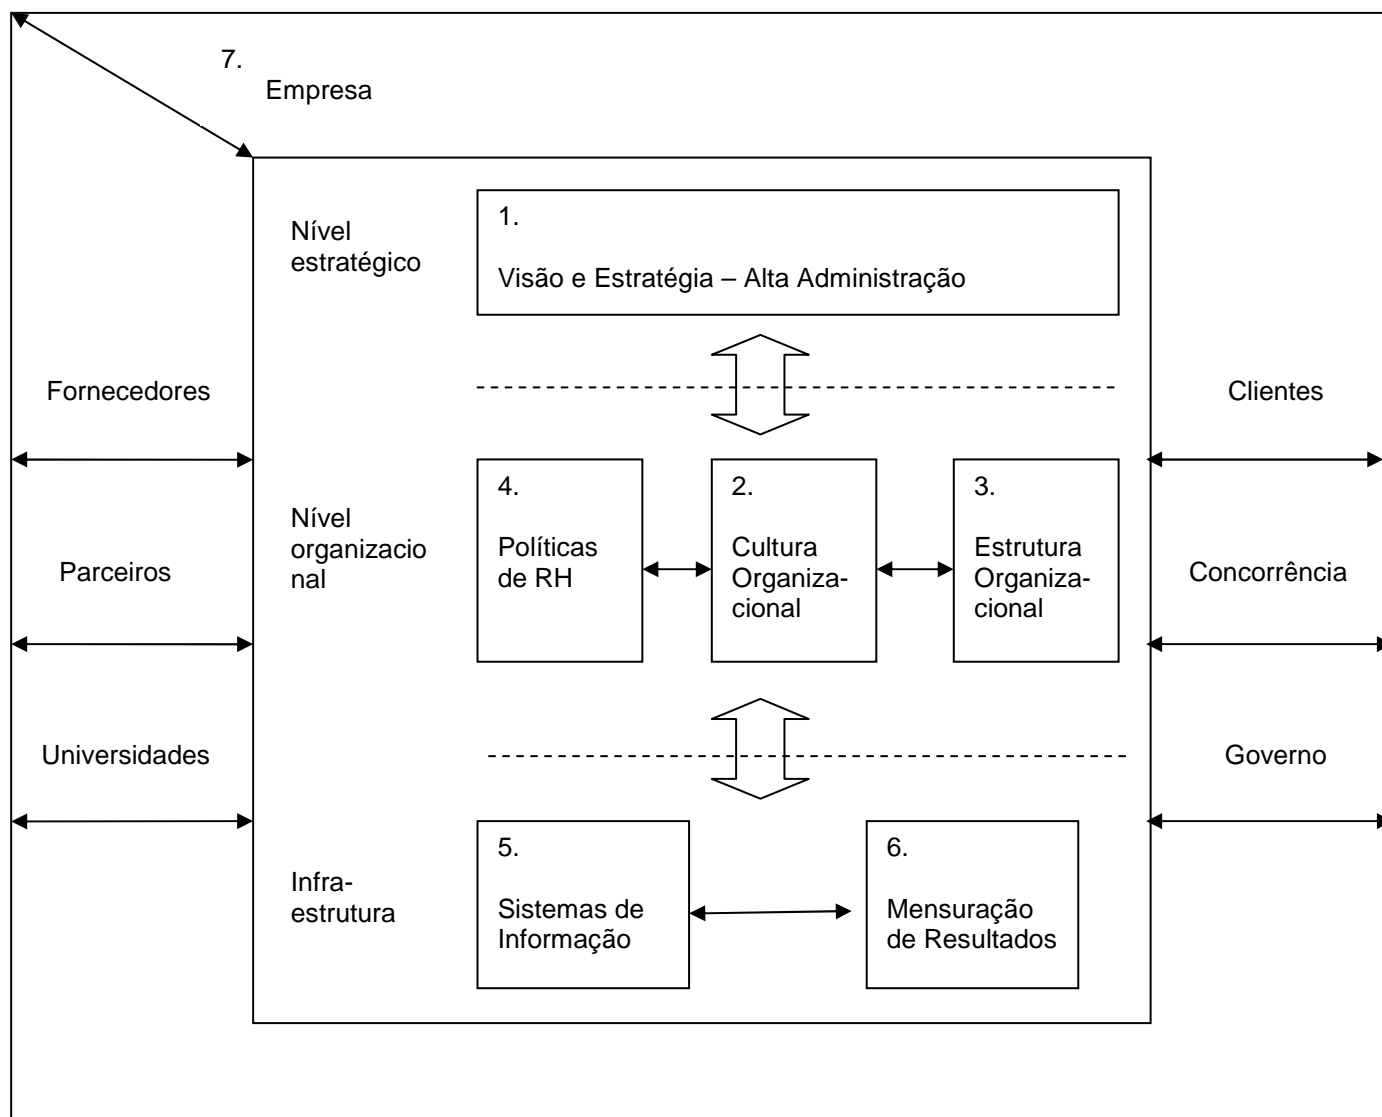 7.
Empresa
Nível
estratégico
1.
Visão e Estratégia – Alta Administração
Fornecedores
Clientes
Nível
organizacio
nal
4.
Políticas
de RH
2.
Cultura
Organiza-
cional
3.
Estrutura
Organiza-
cional
Parceiros
Concorrência
Universidades
Governo
Infra-
estrutura
5.
Sistemas de
Informação
6.
Mensuração
de Resultados